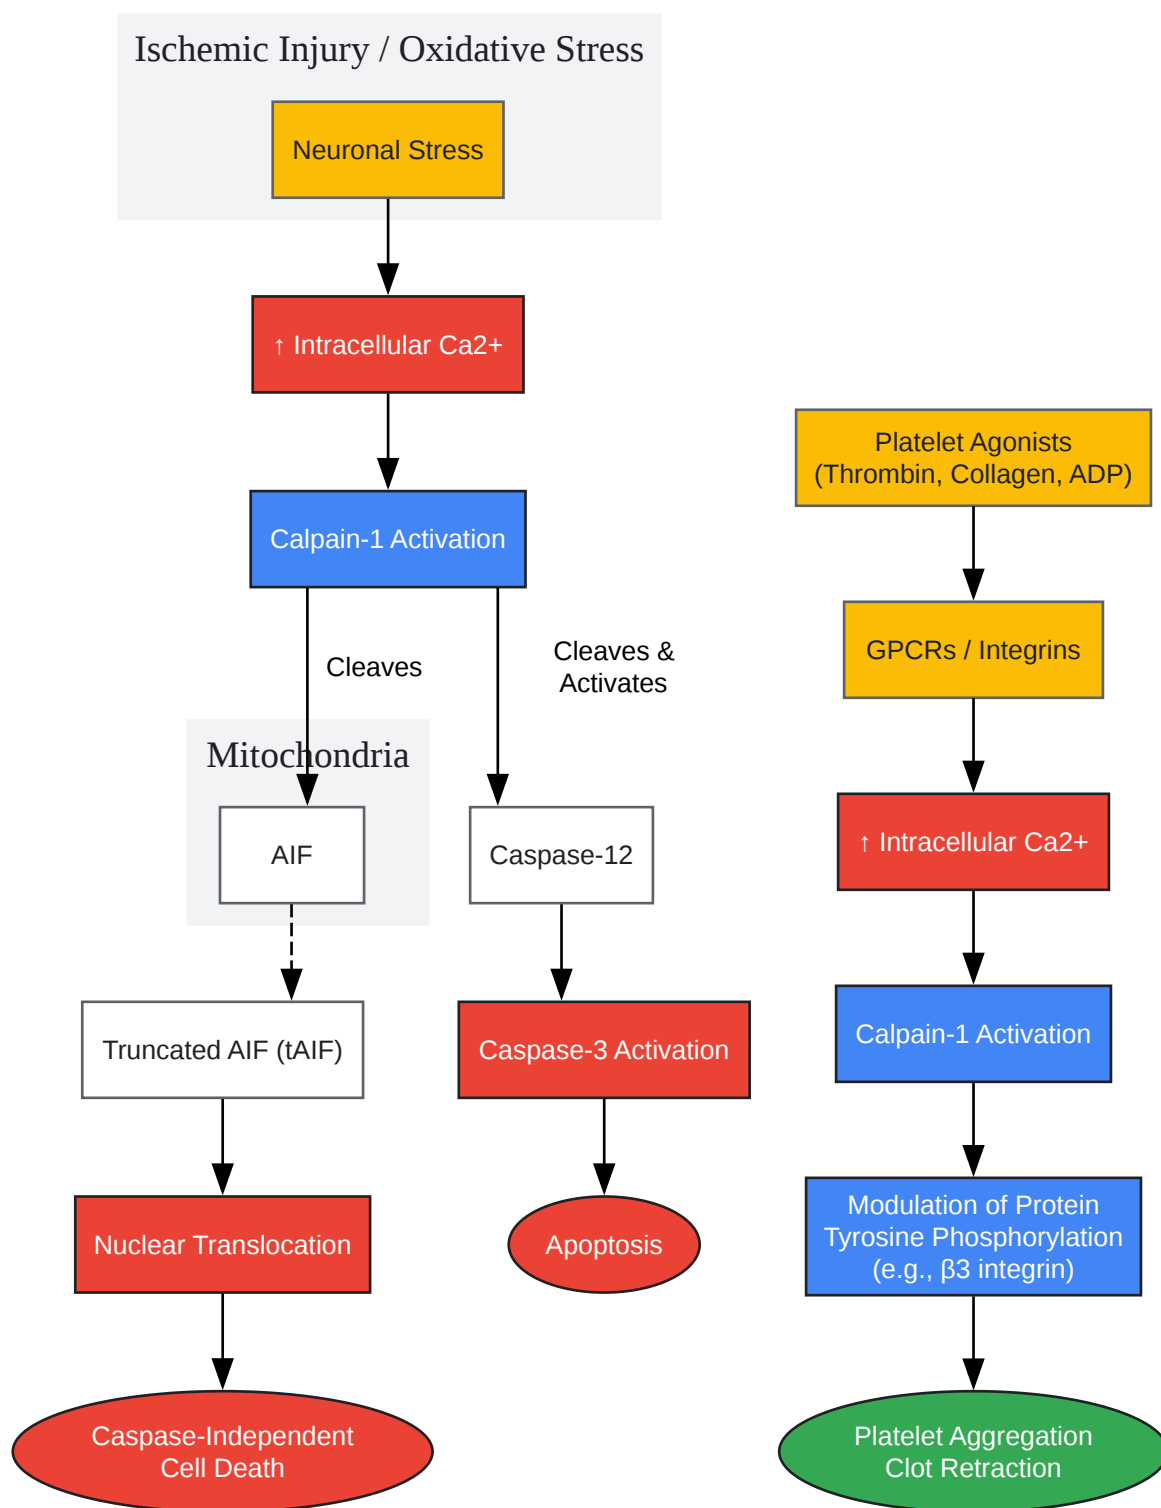 Ischemic Injury / Oxidative Stress
Neuronal Stress
↑ Intracellular Ca2+
Calpain-1 Activation
Cleaves
Cleaves &
Activates
Mitochondria
AIF
Caspase-12
Truncated AIF (tAIF)
Caspase-3 Activation
Nuclear Translocation
Apoptosis
Caspase-Independent
Cell Death
Platelet Agonists
(Thrombin, Collagen, ADP)
GPCRs / Integrins
↑ Intracellular Ca2+
Calpain-1 Activation
Modulation of Protein
Tyrosine Phosphorylation
(e.g., β3 integrin)
Platelet Aggregation
Clot Retraction